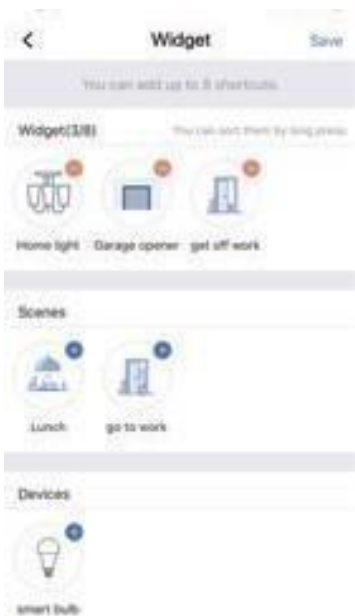 Widget
Save
You can add up to 8 shortcuts.
Widget(3/8)
You can sort them by long press
Home light
Garage opener
get off work
Scenes
Lunch
go to work
Devices
smart bulb